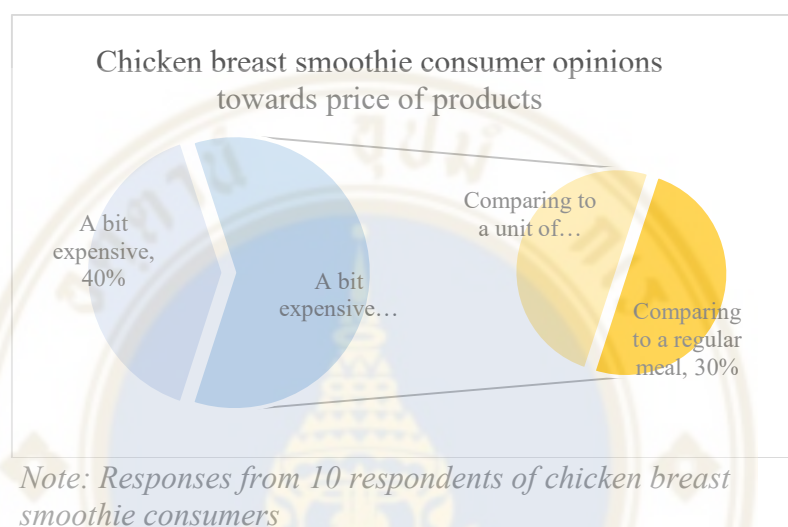 Chicken breast smoothie consumer opinions
towards price of products
A bit
expensive,
40%
A bit
expensive…
Comparing to
a unit of…
Comparing
to a regular
meal, 30%
Note: Responses from 10 respondents of chicken breast
smoothie consumers